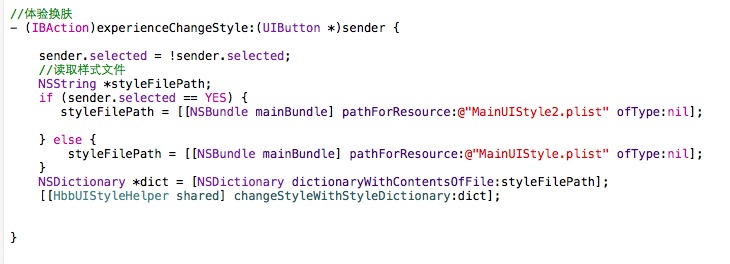 //体验换肤
- (IBAction)experienceChangeStyle:(UIButton *)sender {
sender.selected = !sender.selected;
//读取样式文件
NSString *styleFilePath;
if (sender.selected == YES) {
styleFilePath = [[NSBundle mainBundle] pathForResource:@"MainUIStyle2.plist" ofType:nil];
} else {
styleFilePath = [[NSBundle mainBundle] pathForResource:@"MainUIStyle.plist" ofType:nil];
}
NSDictionary *dict = [NSDictionary dictionaryWithContentsOfFile:styleFilePath];
[[HbbUIStyleHelper shared] changeStyleWithStyleDictionary:dict];
}